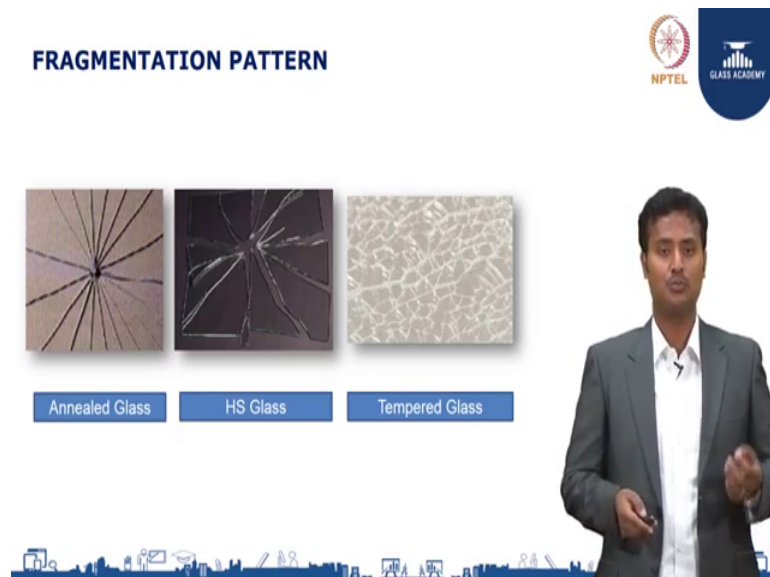 FRAGMENTATION PATTERN
NPTEL
GLASS ACADEMY
Annealed Glass
HS Glass
Tempered Glass